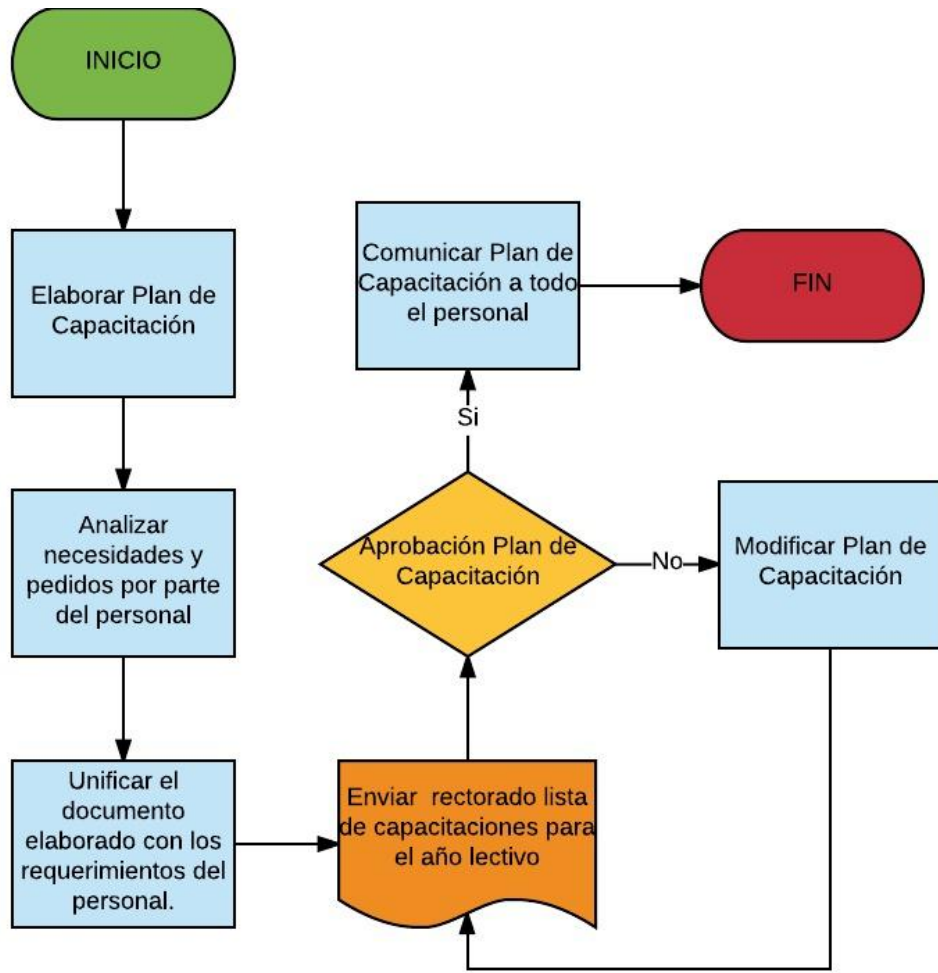 INICIO
Elaborar Plan de
Capacitación
Analizar
necesidades y
pedidos por parte
del personal
Unificar el
documento
elaborado con los
requerimientos del
personal.
Enviar rectorado lista
de capacitaciones para
el año lectivo
Aprobación Plan de
Capacitación
Si
No
Comunicar Plan de
Capacitación a todo
el personal
FIN
Modificar Plan de
Capacitación